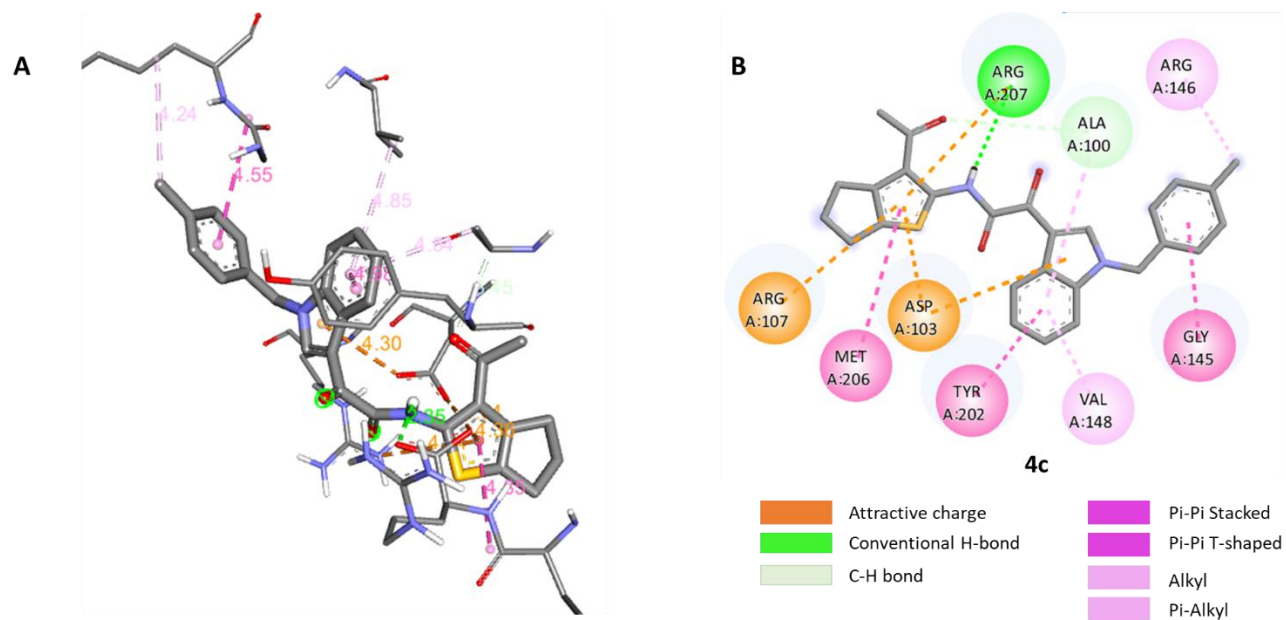 A
4.24
4.55
4.85
4.30
4.35
B
ARG
A:207
ARG
A:146
ALA
A:100
ARG
A:107
ASP
A:103
MET
A:206
TYR
A:202
VAL
A:148
GLY
A:145
4c
Attractive charge
Conventional H-bond
C-H bond
Pi-Pi Stacked
Pi-Pi T-shaped
Alkyl
Pi-Alkyl